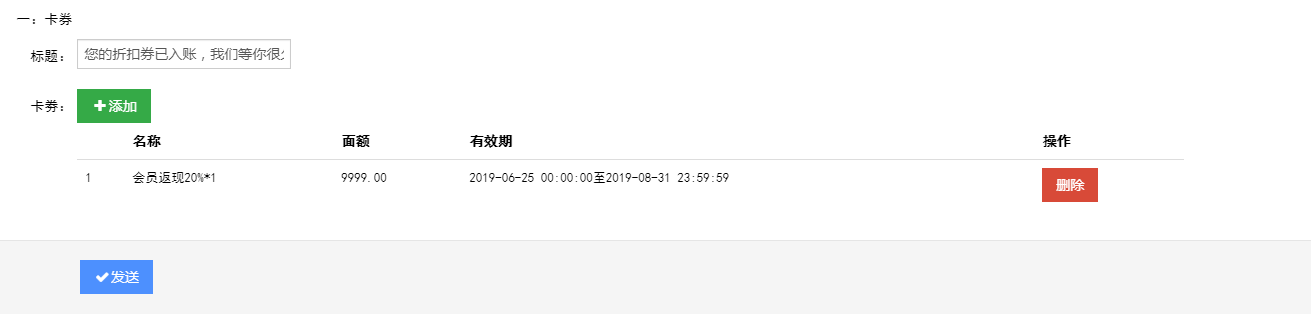 一：卡券
标题： 您的折扣券已入账，我们等你很
卡券： 添加
名称 面额 有效期 操作
1 会员返现20%*1 9999.00 2019-06-25 00:00:00至2019-08-31 23:59:59 删除
发送